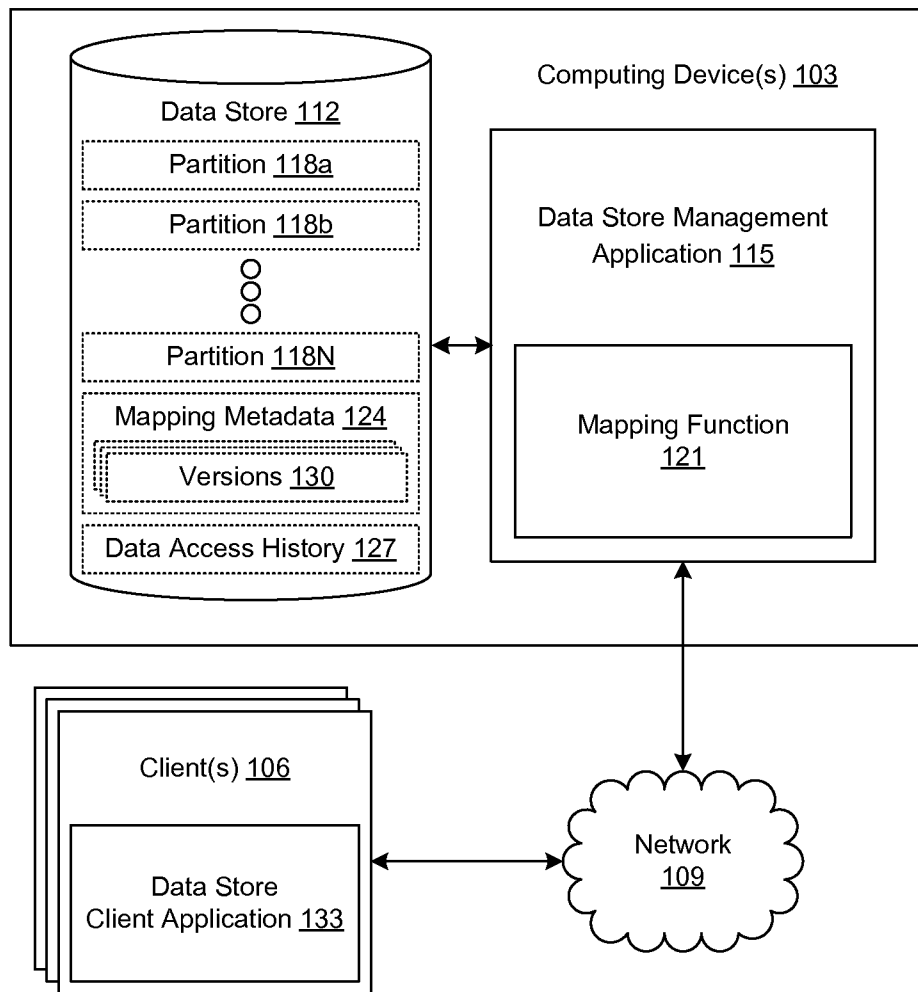 Computing Device(s) 103
Data Store 112
Partition 118a
Partition 118b
Partition 118N
Mapping Metadata 124
Versions 130
Data Access History 127
Data Store Management
Application 115
Mapping Function
121
Client(s) 106
Data Store
Client Application 133
Network
109